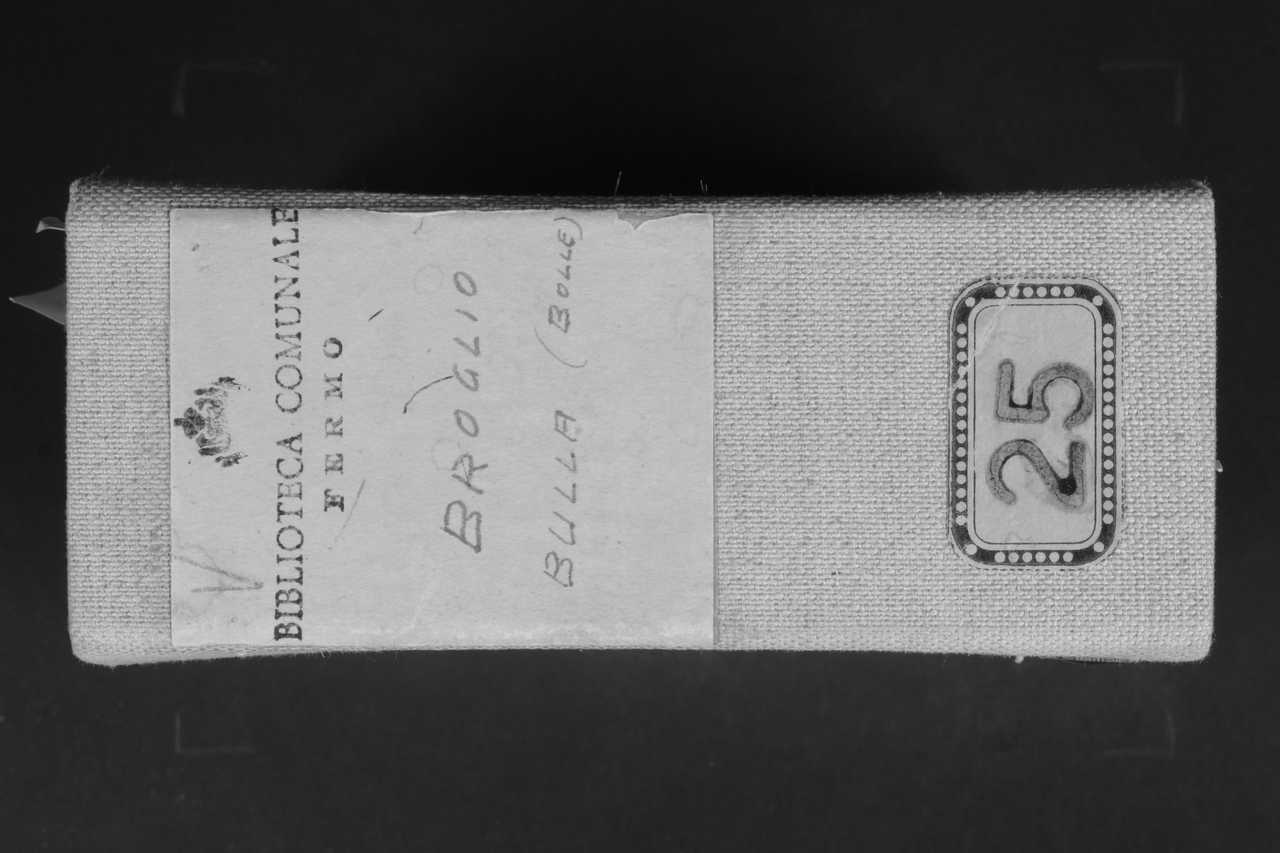 V
BIBLIOTECA COMUNALE
FERMO
BROGLIO
BULLA (BOLLE)
25